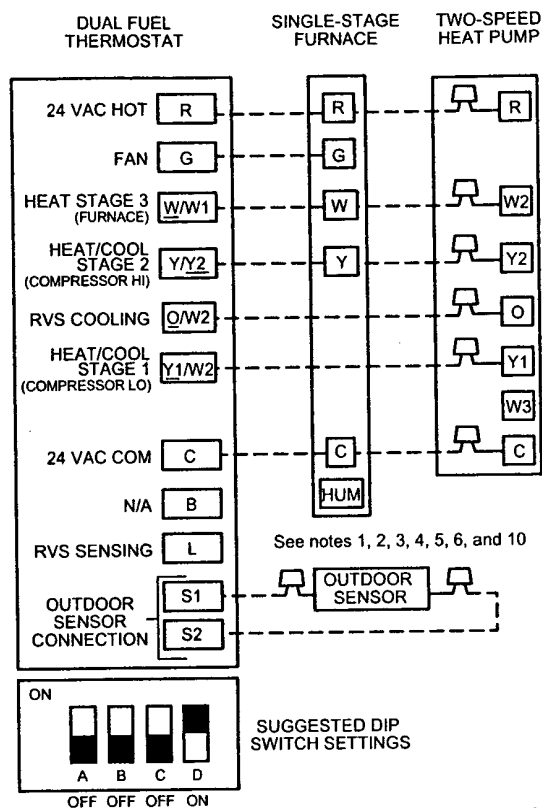 DUAL FUEL
THERMOSTAT
SINGLE-STAGE
FURNACE
TWO-SPEED
HEAT PUMP
24 VAC HOT R R R
FAN G G
HEAT STAGE 3
(FURNACE)
W/W1 W W2
HEAT/COOL
STAGE 2
(COMPRESSOR HI)
Y/Y2 Y Y2
RVS COOLING O/W2 O
HEAT/COOL
STAGE 1
(COMPRESSOR LO)
Y1/W2 Y1
W3
24 VAC COM C C C
N/A B HUM
RVS SENSING L
See notes 1, 2, 3, 4, 5, 6, and 10
OUTDOOR
SENSOR
CONNECTION
S1
S2
OUTDOOR
SENSOR
ON
A B C D
OFF OFF OFF ON
SUGGESTED DIP
SWITCH SETTINGS